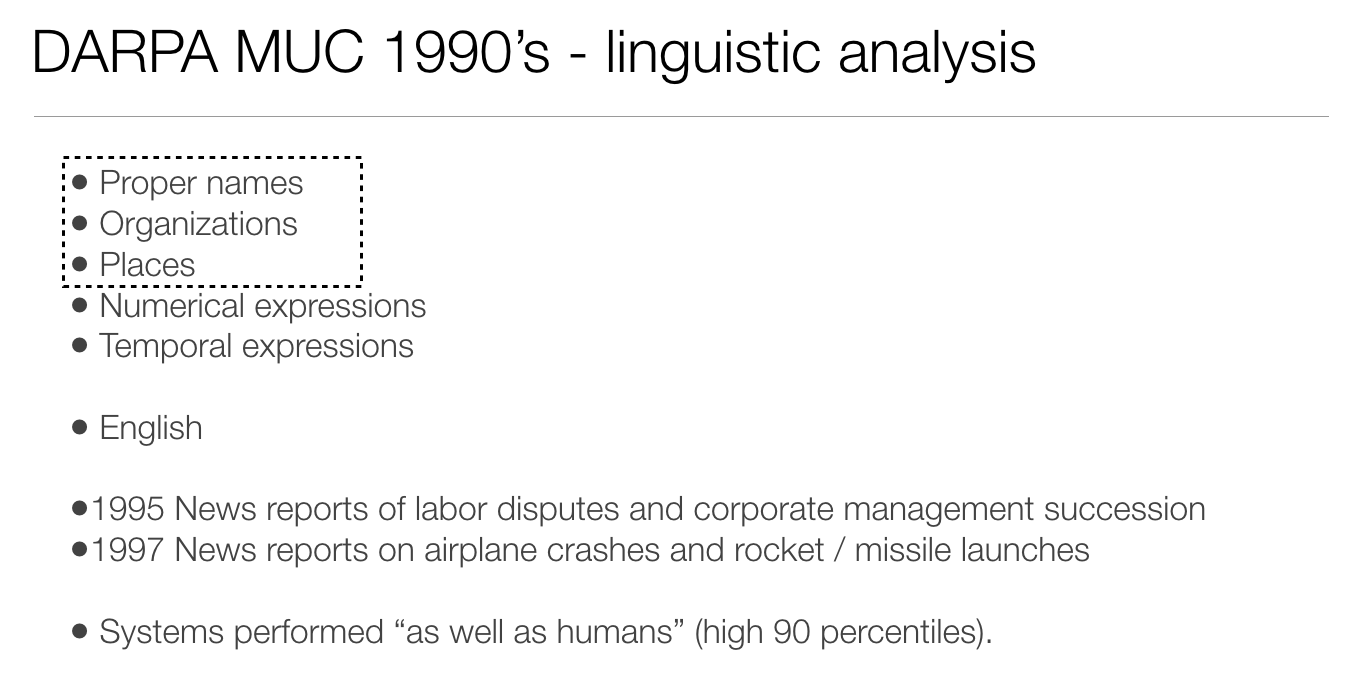 DARPA MUC 1990’s - linguistic analysis
● Proper names
● Organizations
● Places
● Numerical expressions
● Temporal expressions
● English
●1995 News reports of labor disputes and corporate management succession
●1997 News reports on airplane crashes and rocket / missile launches
● Systems performed “as well as humans” (high 90 percentiles).